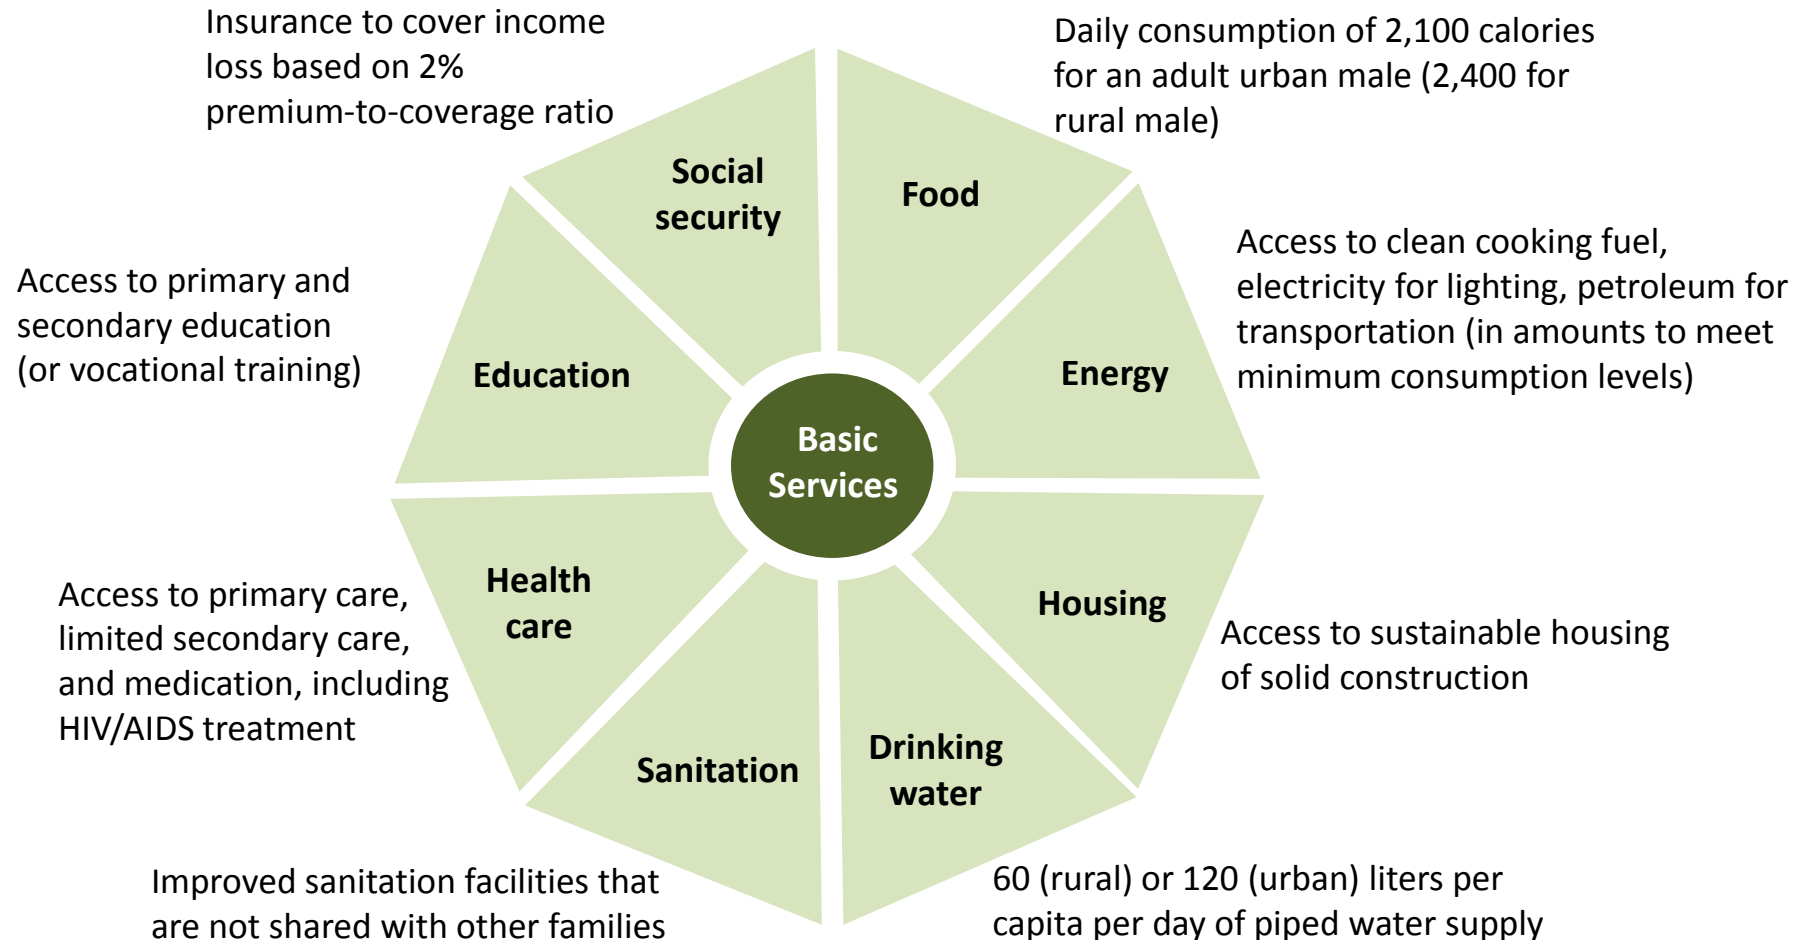 Insurance to cover income
loss based on 2%
premium-to-coverage ratio
Daily consumption of 2,100 calories
for an adult urban male (2,400 for
rural male)
Social
security
Food
Access to primary and
secondary education
(or vocational training)
Education
Energy
Access to clean cooking fuel,
electricity for lighting, petroleum for
transportation (in amounts to meet
minimum consumption levels)
Basic
Services
Access to primary care,
limited secondary care,
and medication, including
HIV/AIDS treatment
Health
care
Housing
Access to sustainable housing
of solid construction
Sanitation
Drinking
water
Improved sanitation facilities that
are not shared with other families
60 (rural) or 120 (urban) liters per
capita per day of piped water supply